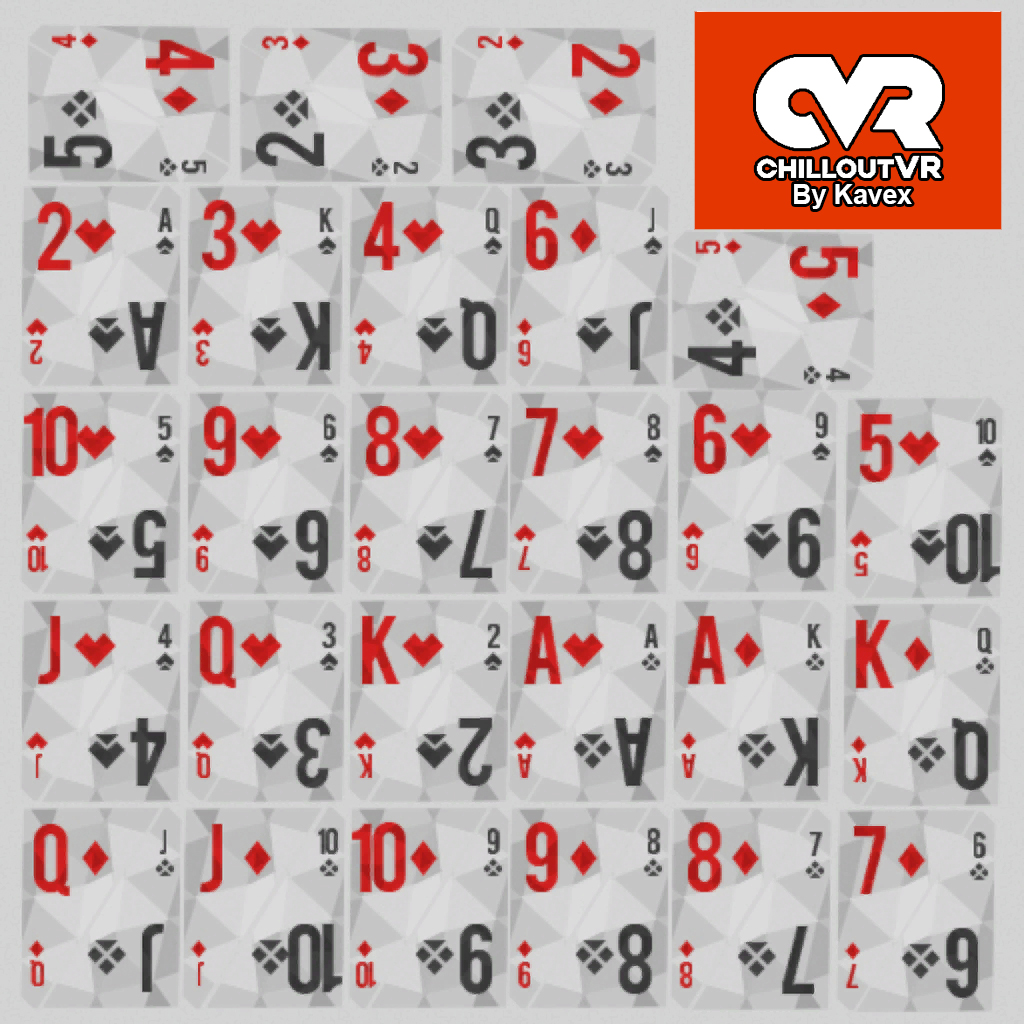 4 4 3 3 2 2
5 5 2 2 3 3
CVR
CHILLOUTVR
By Kavex
2 A 3 K 4 Q 6 J
2 A 3 K 4 Q 6 J
5 5
4 4
10 5 9 6 8 7 7 8 6 9 5 10
10 5 9 6 8 7 7 8 6 9 5 10
J 4 Q 3 K 2 A A A K K Q
J 4 Q 3 K 2 A A A K K Q
Q J J 10 10 9 9 8 8 7 7 6
Q J J 10 10 9 9 8 8 7 7 6